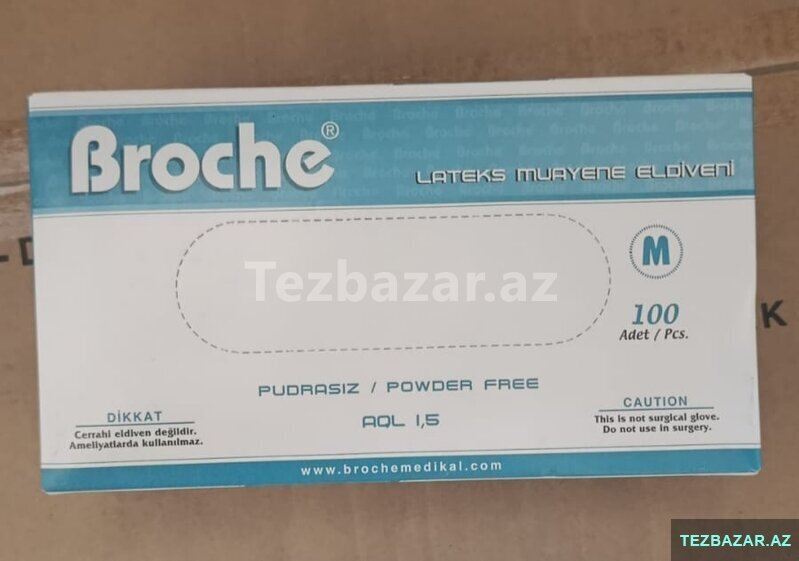 Broche®
LATEKS MUAYENE ELDİVENİ
Tezbazar.az
M
100
Adet / Pcs.
K
PUDRASIZ / POWDER FREE
AQL 1,5
DİKKAT
Cerrahi eldiven değildir.
Ameliyatlarda kullanılmaz.
CAUTION
This is not surgical glove.
Do not use in surgery.
www.brochemedikal.com
TEZBAZAR.AZ